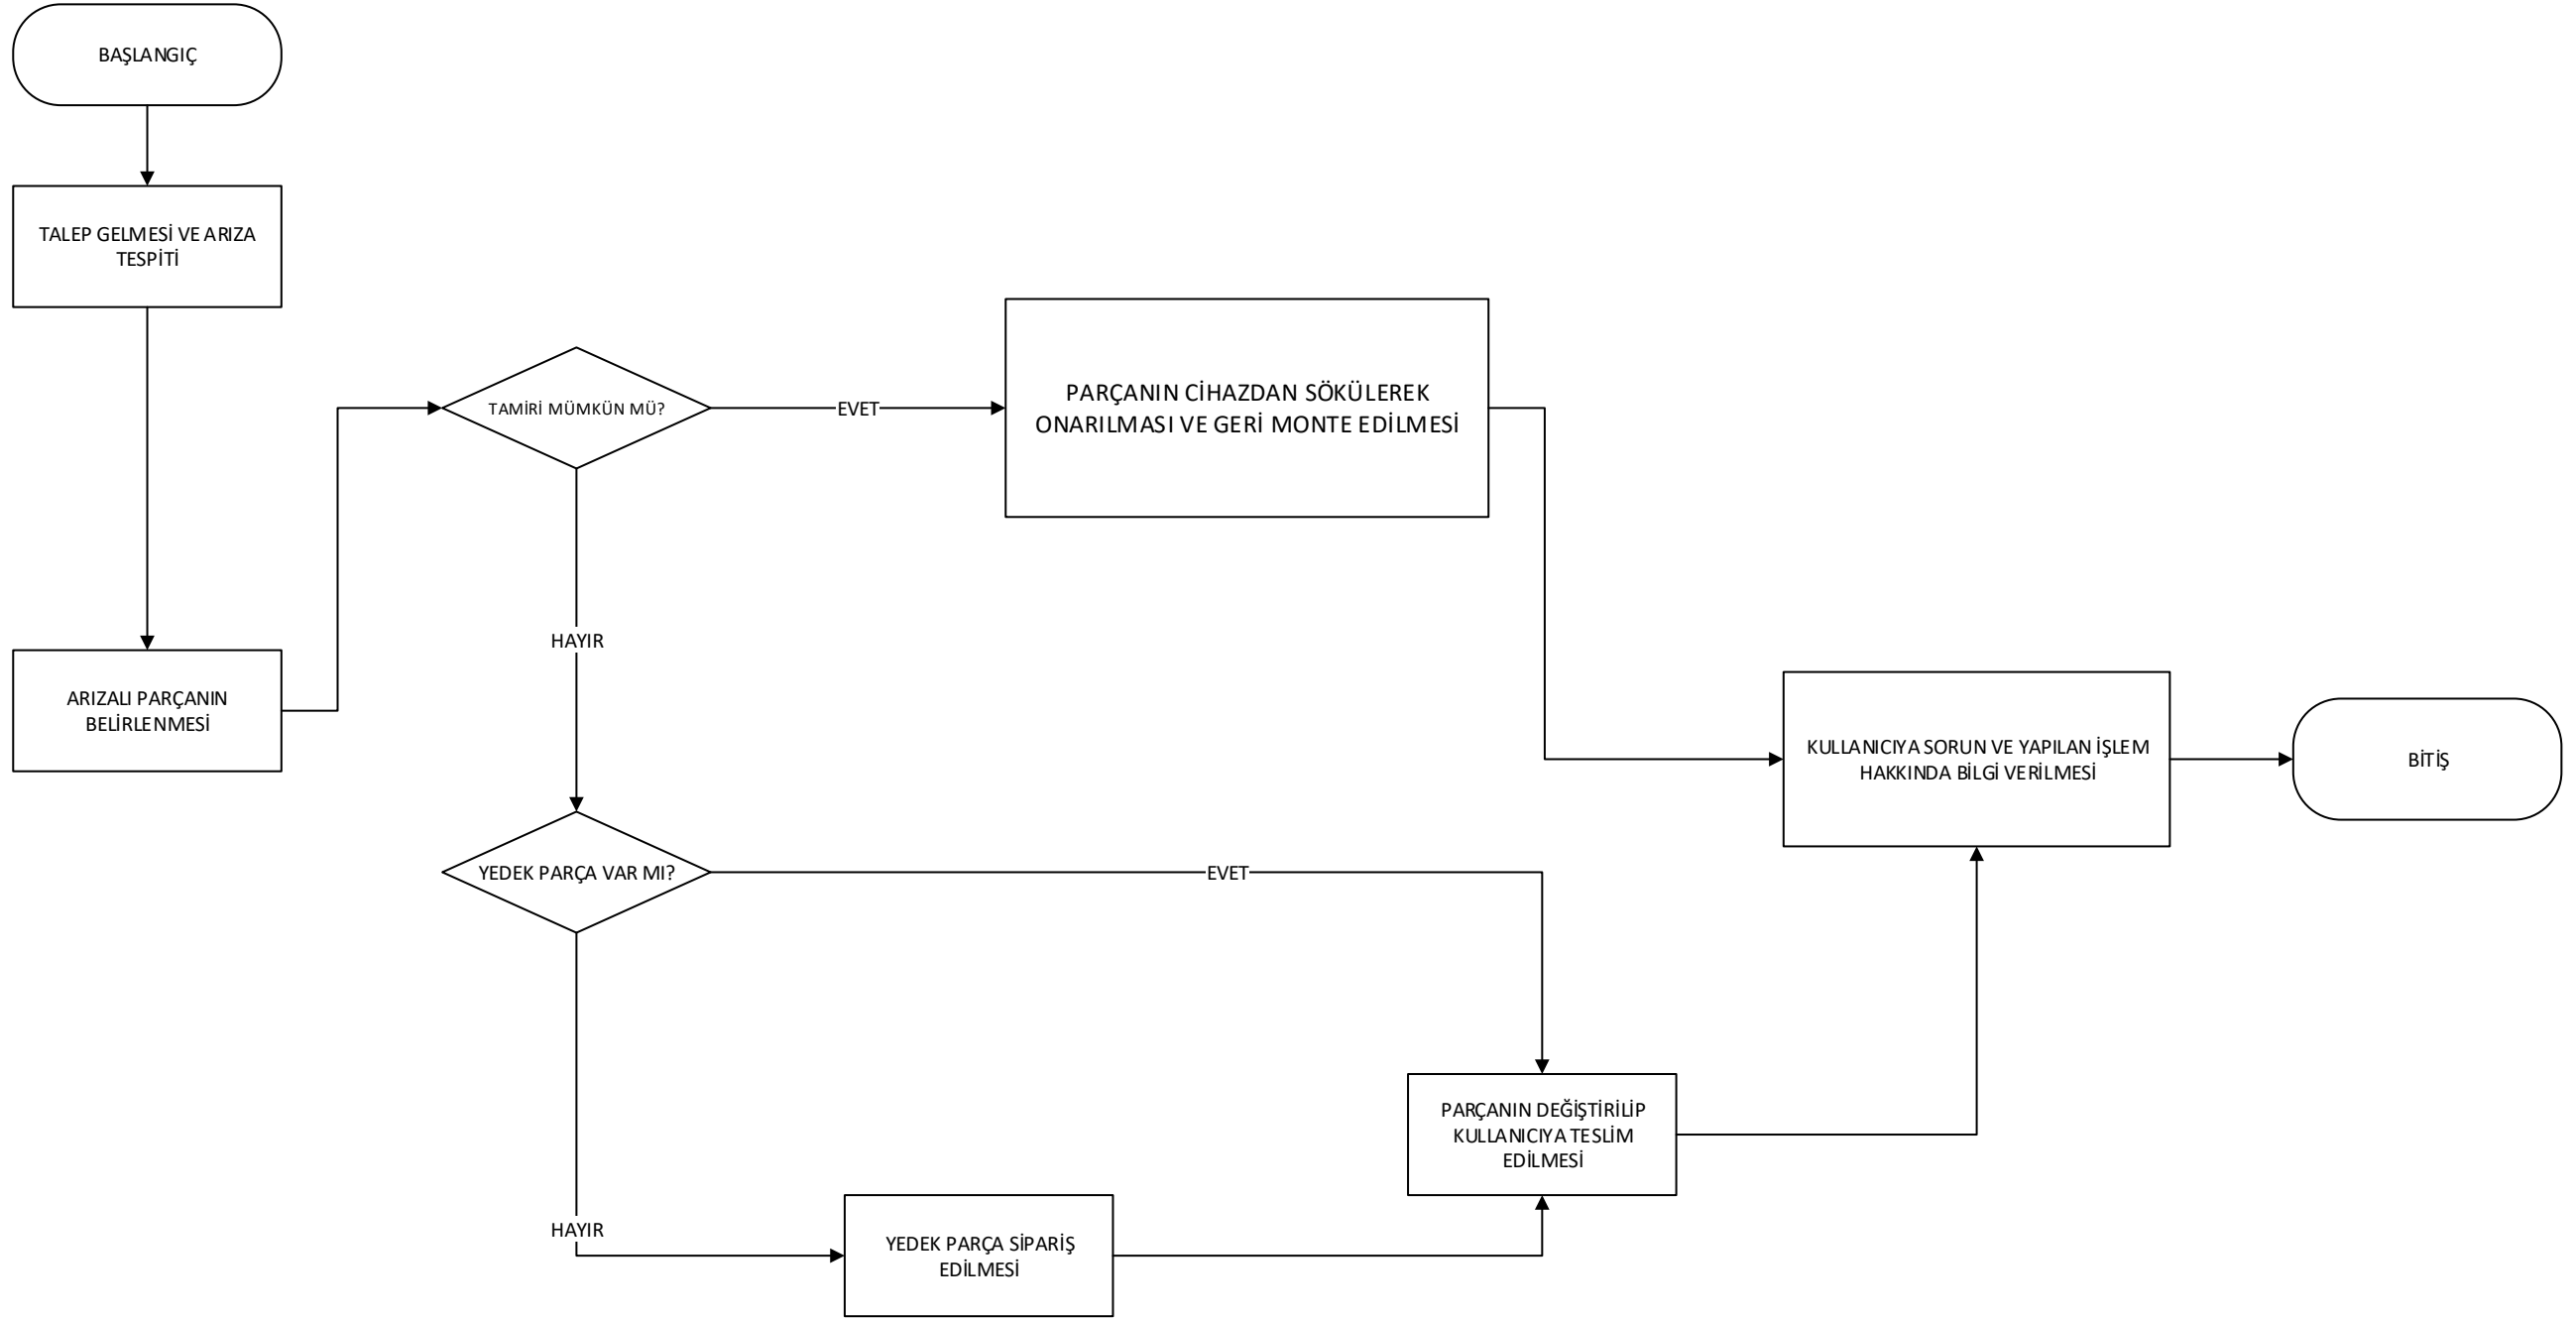 BAŞLANGIÇ
TALEP GELMESİ VE ARIZA
TESPİTİ
ARIZALI PARÇANIN
BELİRLENMESİ
TAMİRİ MÜMKÜN MÜ?
EVET
PARÇANIN CİHAZDAN SÖKÜLEREK
ONARILMASI VE GERİ MONTE EDİLMESİ
HAYIR
YEDEK PARÇA VAR MI?
EVET
HAYIR
YEDEK PARÇA SİPARİŞ
EDİLMESİ
PARÇANIN DEĞİŞTİRİLİP
KULLANICIYA TESLİM
EDİLMESİ
KULLANICIYA SORUN VE YAPILAN İŞLEM
HAKKINDA BİLGİ VERİLMESİ
BİTİŞ